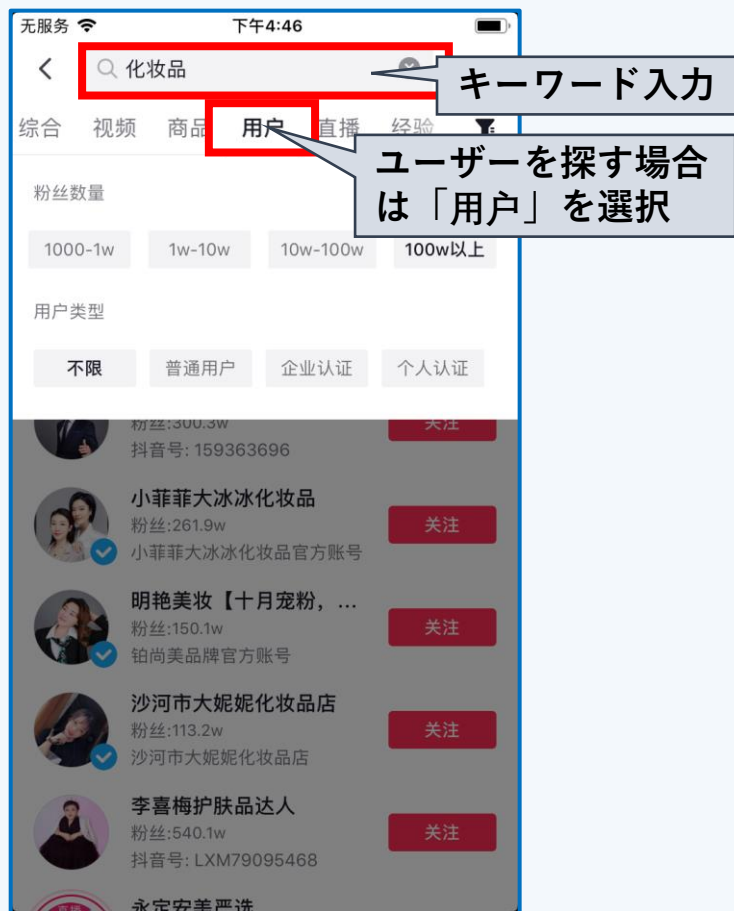 无服务 下午4:46
化妆品
キーワード入力
综合 视频 商品 用户 直播 经验
ユーザーを探す場合
は「用户」を選択
粉丝数量
1000-1w 1w-10w 10w-100w 100w以上
用户类型
不限 普通用户 企业认证 个人认证
粉丝:300.3w 关注
抖音号: 159363696
小菲菲大冰冰化妆品
粉丝:261.9w 关注
小菲菲大冰冰化妆品官方账号
明艳美妆【十月宠粉，...
粉丝:150.1w 关注
铂尚美品牌官方账号
沙河市大妮妮化妆品店
粉丝:113.2w 关注
沙河市大妮妮化妆品店
李喜梅护肤品达人
粉丝:540.1w 关注
抖音号: LXM79095468
永定安美严选
直播